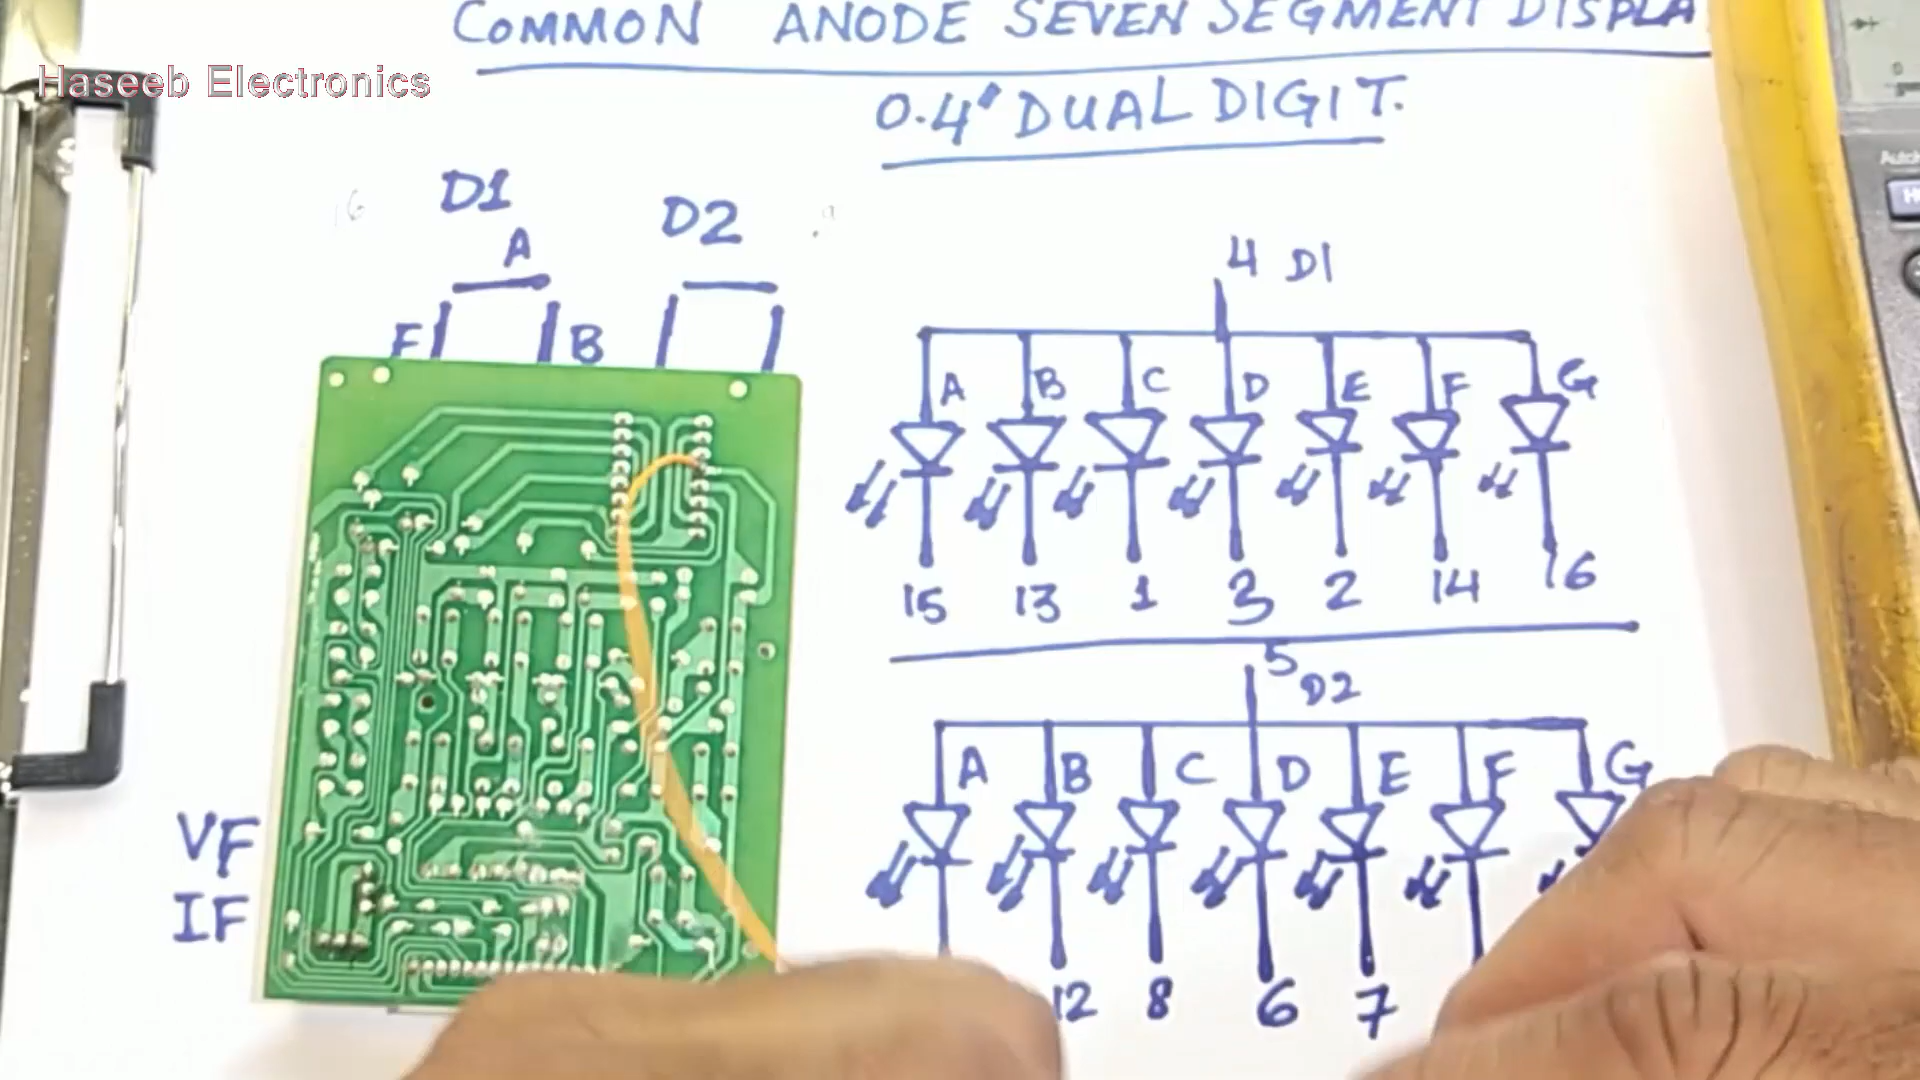 COMMON ANODE SEVEN SEGMENT DISPLA
Haseeb Electronics
0.4" DUAL DIGIT.
D1
D2
A
F
B
4 D1
A B C D E F G
15 13 1 3 2 14 16
5 D2
A B C D E F G
12 8 6 7
VF
IF